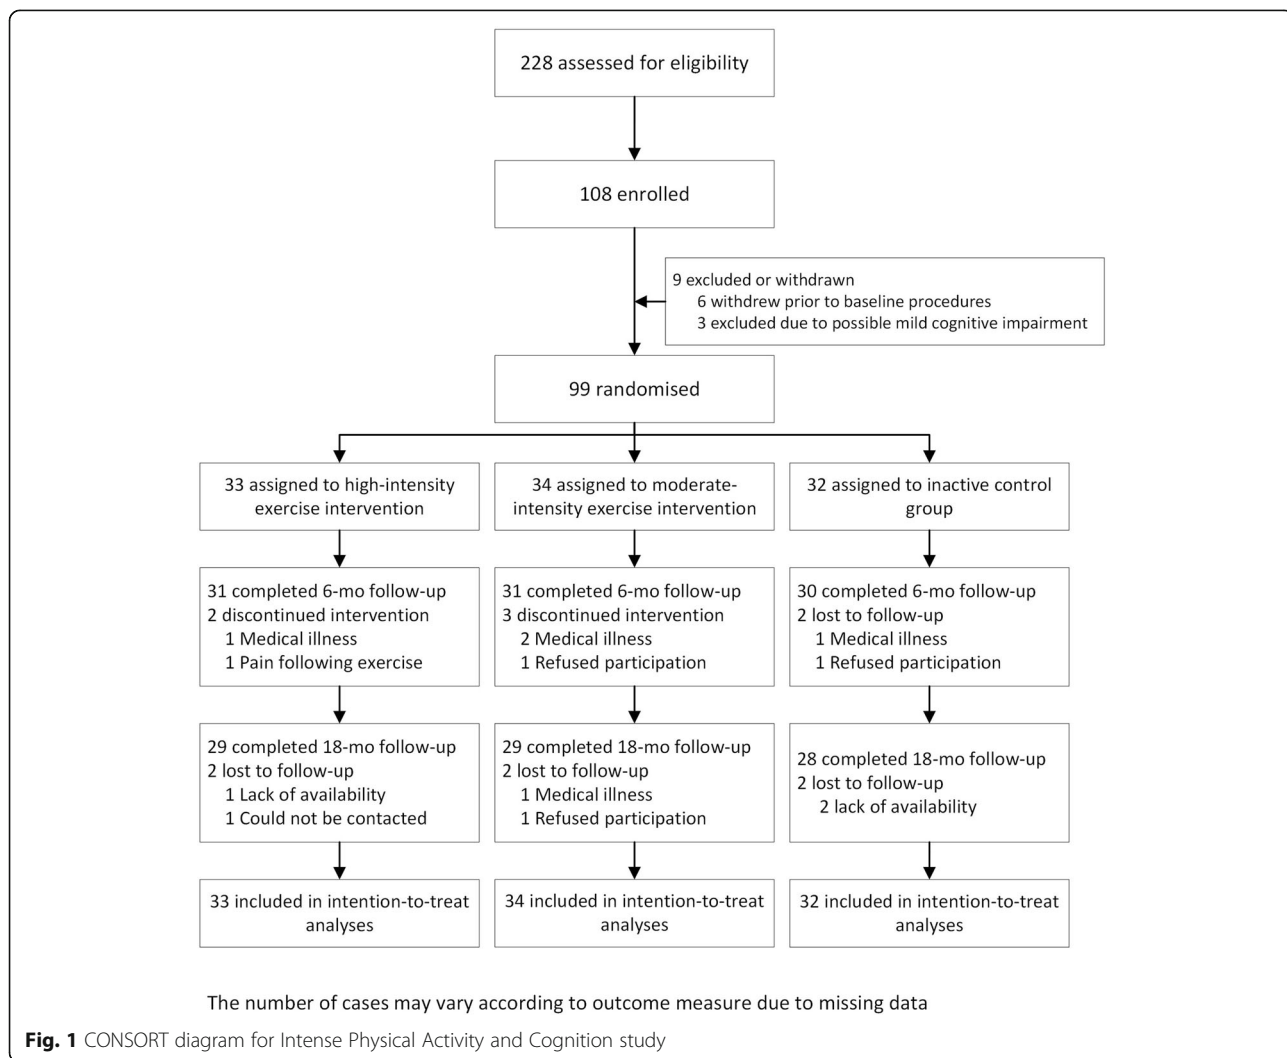 228 assessed for eligibility
108 enrolled
9 excluded or withdrawn
6 withdrew prior to baseline procedures
3 excluded due to possible mild cognitive impairment
99 randomised
33 assigned to high-intensity
exercise intervention
34 assigned to moderate-
intensity exercise intervention
32 assigned to inactive control
group
31 completed 6-mo follow-up
2 discontinued intervention
1 Medical illness
1 Pain following exercise
31 completed 6-mo follow-up
3 discontinued intervention
2 Medical illness
1 Refused participation
30 completed 6-mo follow-up
2 lost to follow-up
1 Medical illness
1 Refused participation
29 completed 18-mo follow-up
2 lost to follow-up
1 Lack of availability
1 Could not be contacted
29 completed 18-mo follow-up
2 lost to follow-up
1 Medical illness
1 Refused participation
28 completed 18-mo follow-up
2 lost to follow-up
2 lack of availability
33 included in intention-to-treat
analyses
34 included in intention-to-treat
analyses
32 included in intention-to-treat
analyses
The number of cases may vary according to outcome measure due to missing data
Fig. 1 CONSORT diagram for Intense Physical Activity and Cognition study